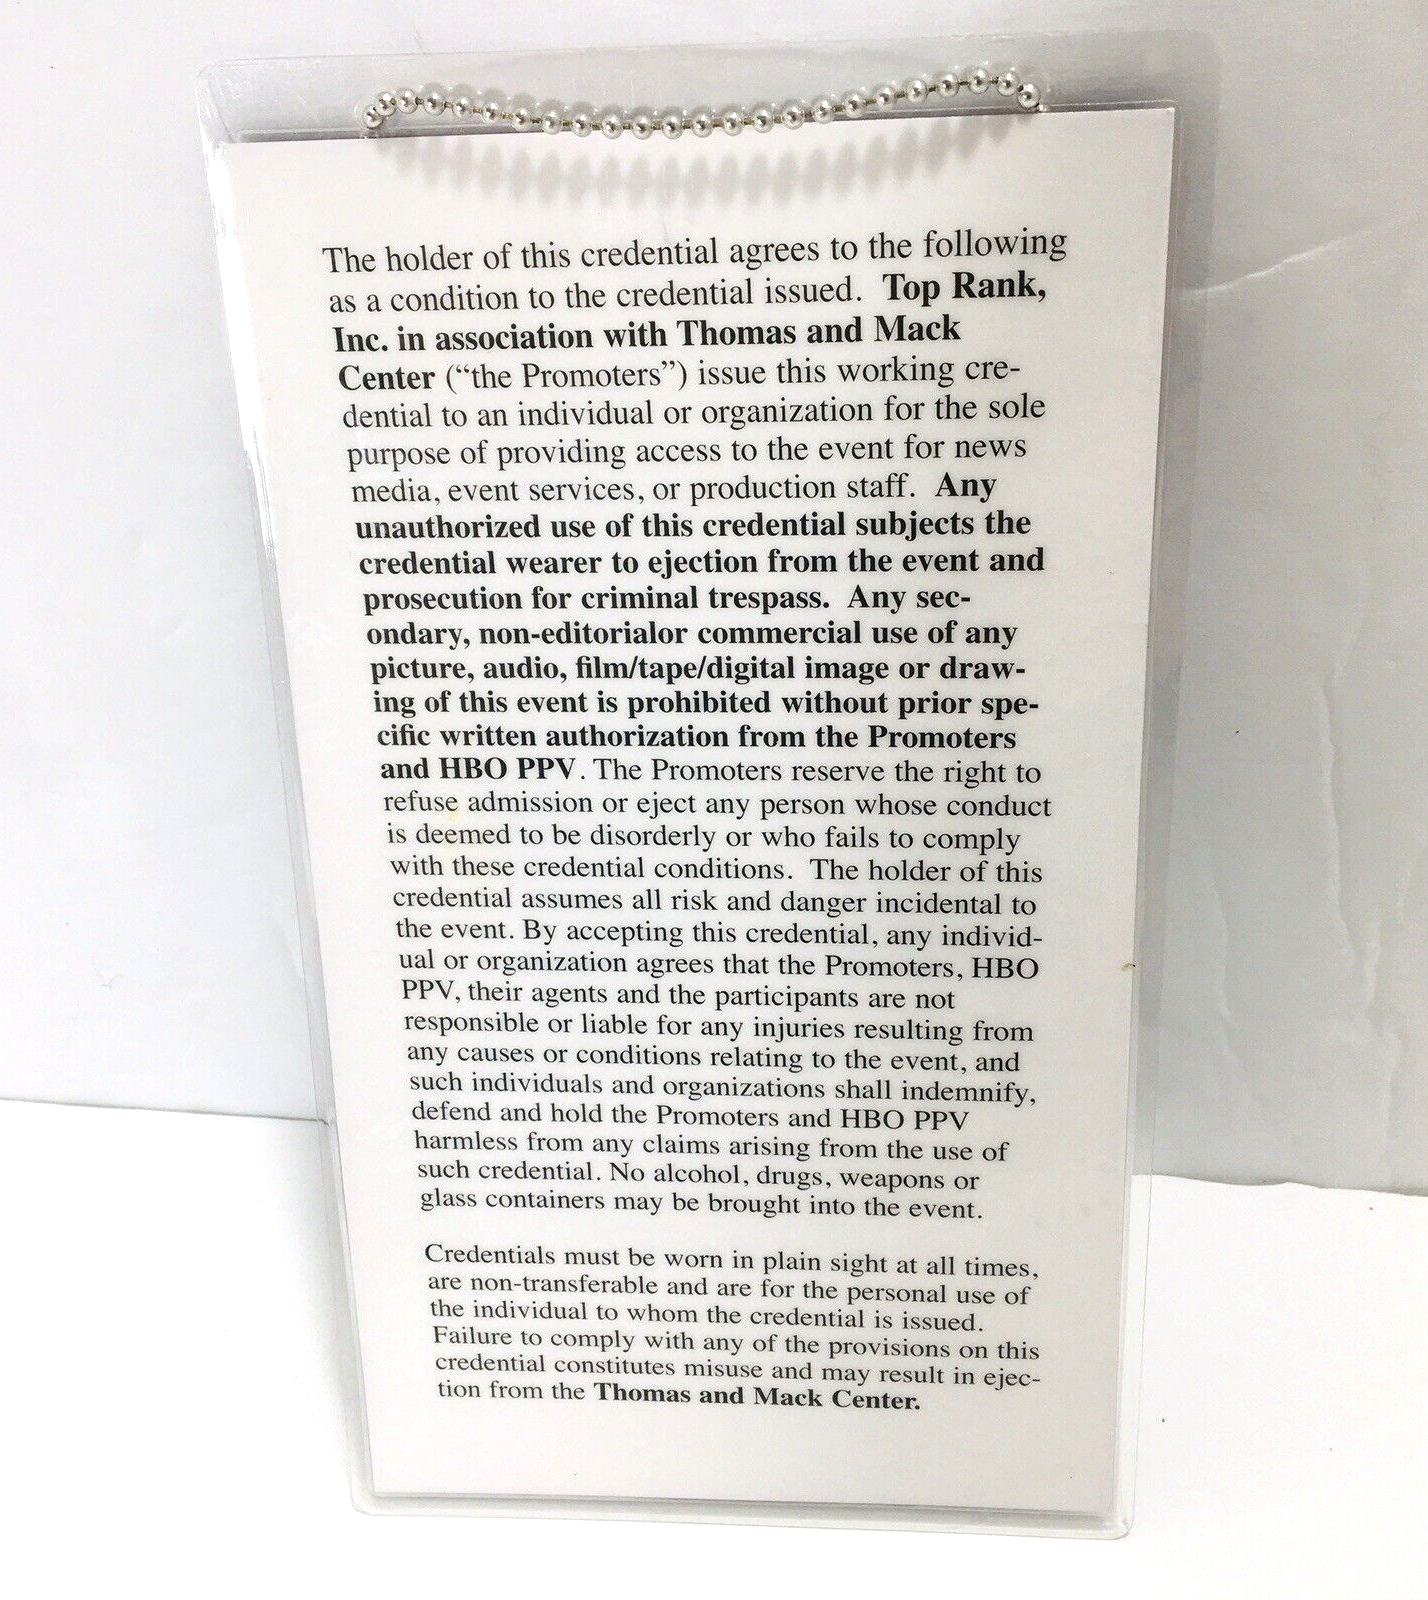 The holder of this credential agrees to the following
as a condition to the credential issued. Top Rank,
Inc. in association with Thomas and Mack
Center (“the Promoters”) issue this working cre-
dential to an individual or organization for the sole
purpose of providing access to the event for news
media, event services, or production staff. Any
unauthorized use of this credential subjects the
credential wearer to ejection from the event and
prosecution for criminal trespass. Any sec-
ondary, non-editorialor commercial use of any
picture, audio, film/tape/digital image or draw-
ing of this event is prohibited without prior spe-
cific written authorization from the Promoters
and HBO PPV. The Promoters reserve the right to
refuse admission or eject any person whose conduct
is deemed to be disorderly or who fails to comply
with these credential conditions. The holder of this
credential assumes all risk and danger incidental to
the event. By accepting this credential, any individ-
ual or organization agrees that the Promoters, HBO
PPV, their agents and the participants are not
responsible or liable for any injuries resulting from
any causes or conditions relating to the event, and
such individuals and organizations shall indemnify,
defend and hold the Promoters and HBO PPV
harmless from any claims arising from the use of
such credential. No alcohol, drugs, weapons or
glass containers may be brought into the event.
Credentials must be worn in plain sight at all times,
are non-transferable and are for the personal use of
the individual to whom the credential is issued.
Failure to comply with any of the provisions on this
credential constitutes misuse and may result in ejec-
tion from the Thomas and Mack Center.